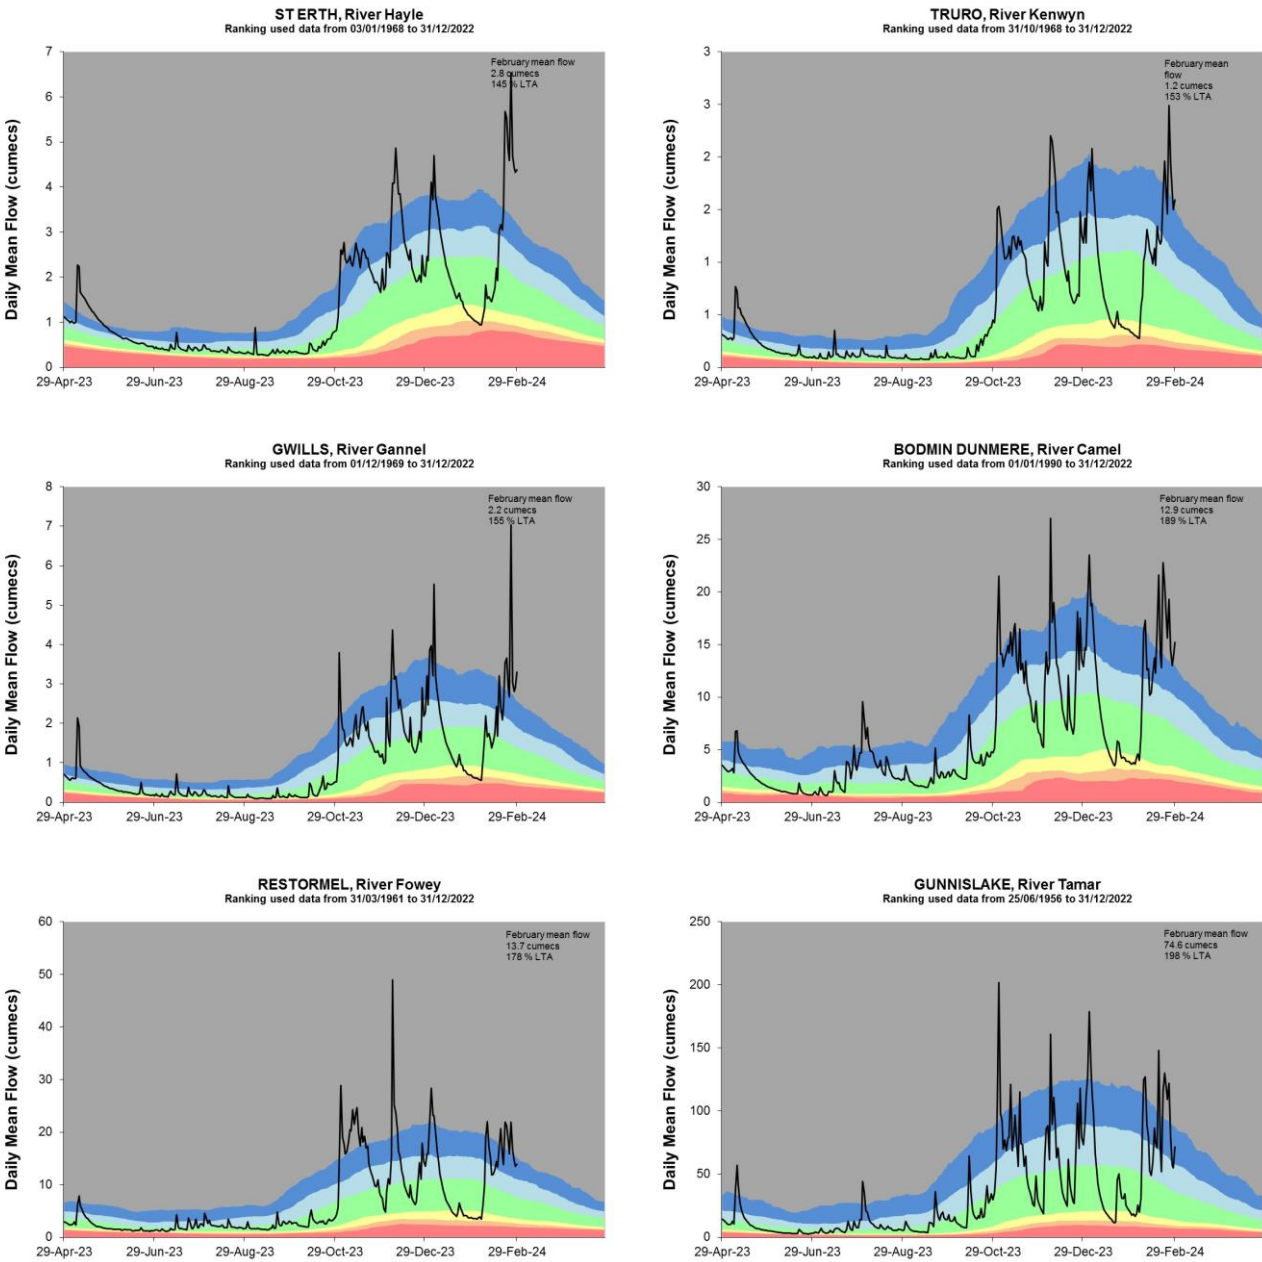 ST ERTH, River Hayle
Ranking used data from 03/01/1968 to 31/12/2022
Daily Mean Flow (cumecs)
7
6
5
4
3
2
1
0
February mean flow
2.8 cumecs
145 % LTA
29-Apr-23 29-Jun-23 29-Aug-23 29-Oct-23 29-Dec-23 29-Feb-24
TRURO, River Kenwyn
Ranking used data from 31/10/1968 to 31/12/2022
Daily Mean Flow (cumecs)
3
3
2
2
1
1
0
February mean
flow
1.2 cumecs
153 % LTA
29-Apr-23 29-Jun-23 29-Aug-23 29-Oct-23 29-Dec-23 29-Feb-24
GWILLS, River Gannel
Ranking used data from 01/12/1969 to 31/12/2022
Daily Mean Flow (cumecs)
8
7
6
5
4
3
2
1
0
February mean flow
2.2 cumecs
155 % LTA
29-Apr-23 29-Jun-23 29-Aug-23 29-Oct-23 29-Dec-23 29-Feb-24
BODMIN DUNMERE, River Camel
Ranking used data from 01/01/1990 to 31/12/2022
Daily Mean Flow (cumecs)
30
25
20
15
10
5
0
February mean flow
12.9 cumecs
189 % LTA
29-Apr-23 29-Jun-23 29-Aug-23 29-Oct-23 29-Dec-23 29-Feb-24
RESTORMEL, River Fowey
Ranking used data from 31/03/1961 to 31/12/2022
Daily Mean Flow (cumecs)
60
50
40
30
20
10
0
February mean flow
13.7 cumecs
178 % LTA
29-Apr-23 29-Jun-23 29-Aug-23 29-Oct-23 29-Dec-23 29-Feb-24
GUNNISLAKE, River Tamar
Ranking used data from 25/06/1956 to 31/12/2022
Daily Mean Flow (cumecs)
250
200
150
100
50
0
February mean flow
74.6 cumecs
198 % LTA
29-Apr-23 29-Jun-23 29-Aug-23 29-Oct-23 29-Dec-23 29-Feb-24